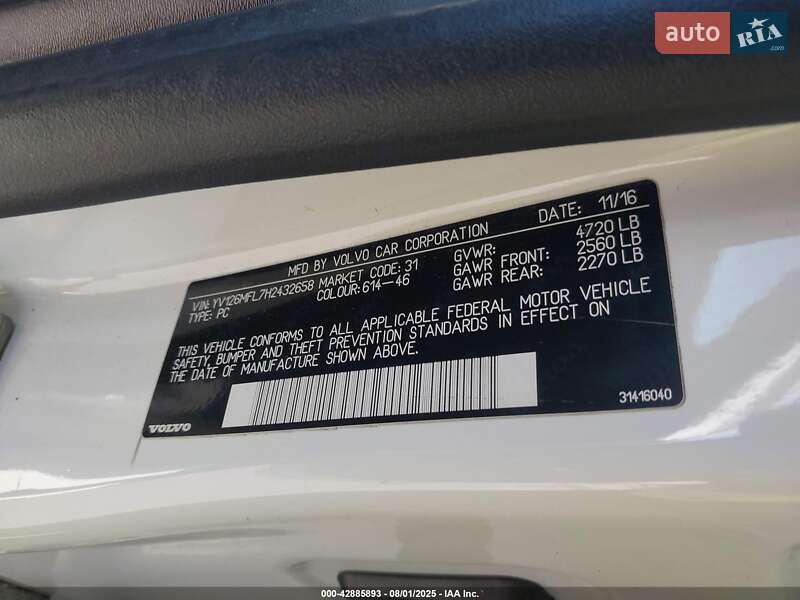 auto RIA .com
DATE: 11/16
MFD BY VOLVO CAR CORPORATION
VIN: YV126MFL7H2432658 MARKET CODE: 31
TYPE: PC
COLOUR: 614-46
GVWR: 4720 LB
GAWR FRONT: 2560 LB
GAWR REAR: 2270 LB
THIS VEHICLE CONFORMS TO ALL APPLICABLE FEDERAL MOTOR VEHICLE
SAFETY, BUMPER AND THEFT PREVENTION STANDARDS IN EFFECT ON
THE DATE OF MANUFACTURE SHOWN ABOVE.
VOLVO
31416040
000-42885893 - 08/01/2025 - IAA Inc.